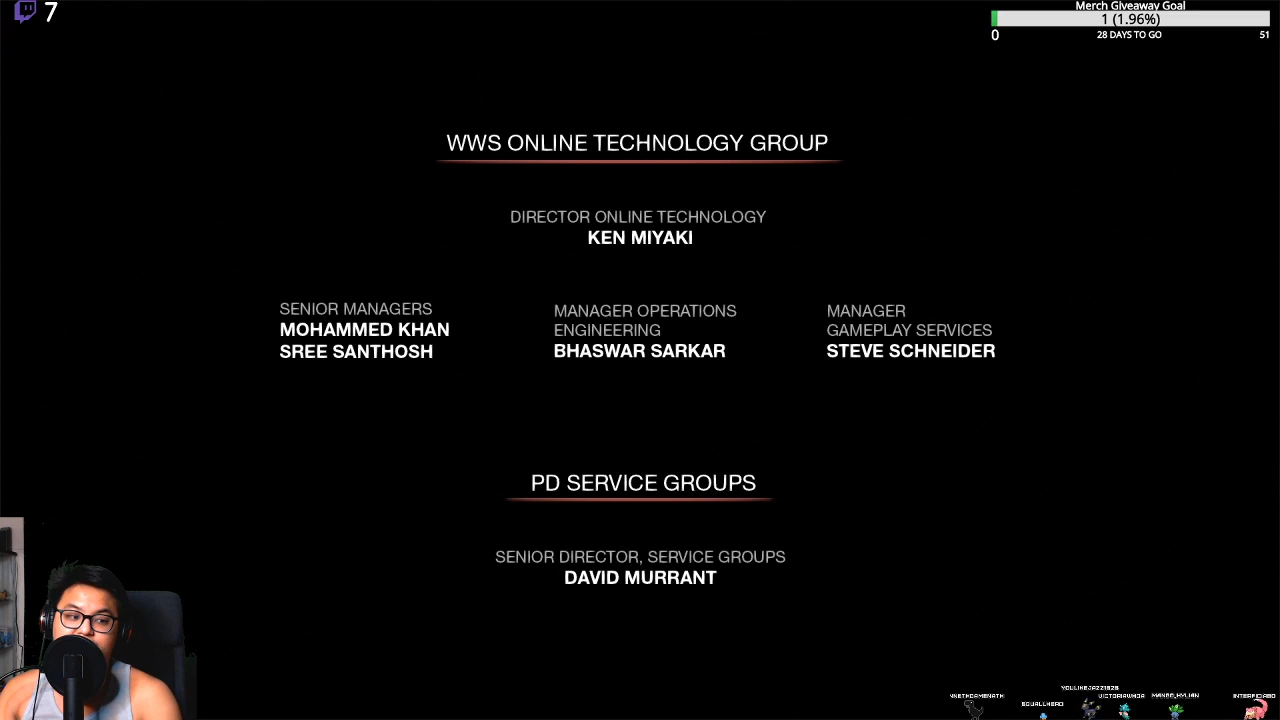 7
Merch Giveaway Goal
1 (1.96%)
0
28 DAYS TO GO
51
WWS ONLINE TECHNOLOGY GROUP
DIRECTOR ONLINE TECHNOLOGY
KEN MIYAKI
SENIOR MANAGERS
MOHAMMED KHAN
SREE SANTHOSH
MANAGER OPERATIONS
ENGINEERING
BHASWAR SARKAR
MANAGER
GAMEPLAY SERVICES
STEVE SCHNEIDER
PD SERVICE GROUPS
SENIOR DIRECTOR, SERVICE GROUPS
DAVID MURRANT